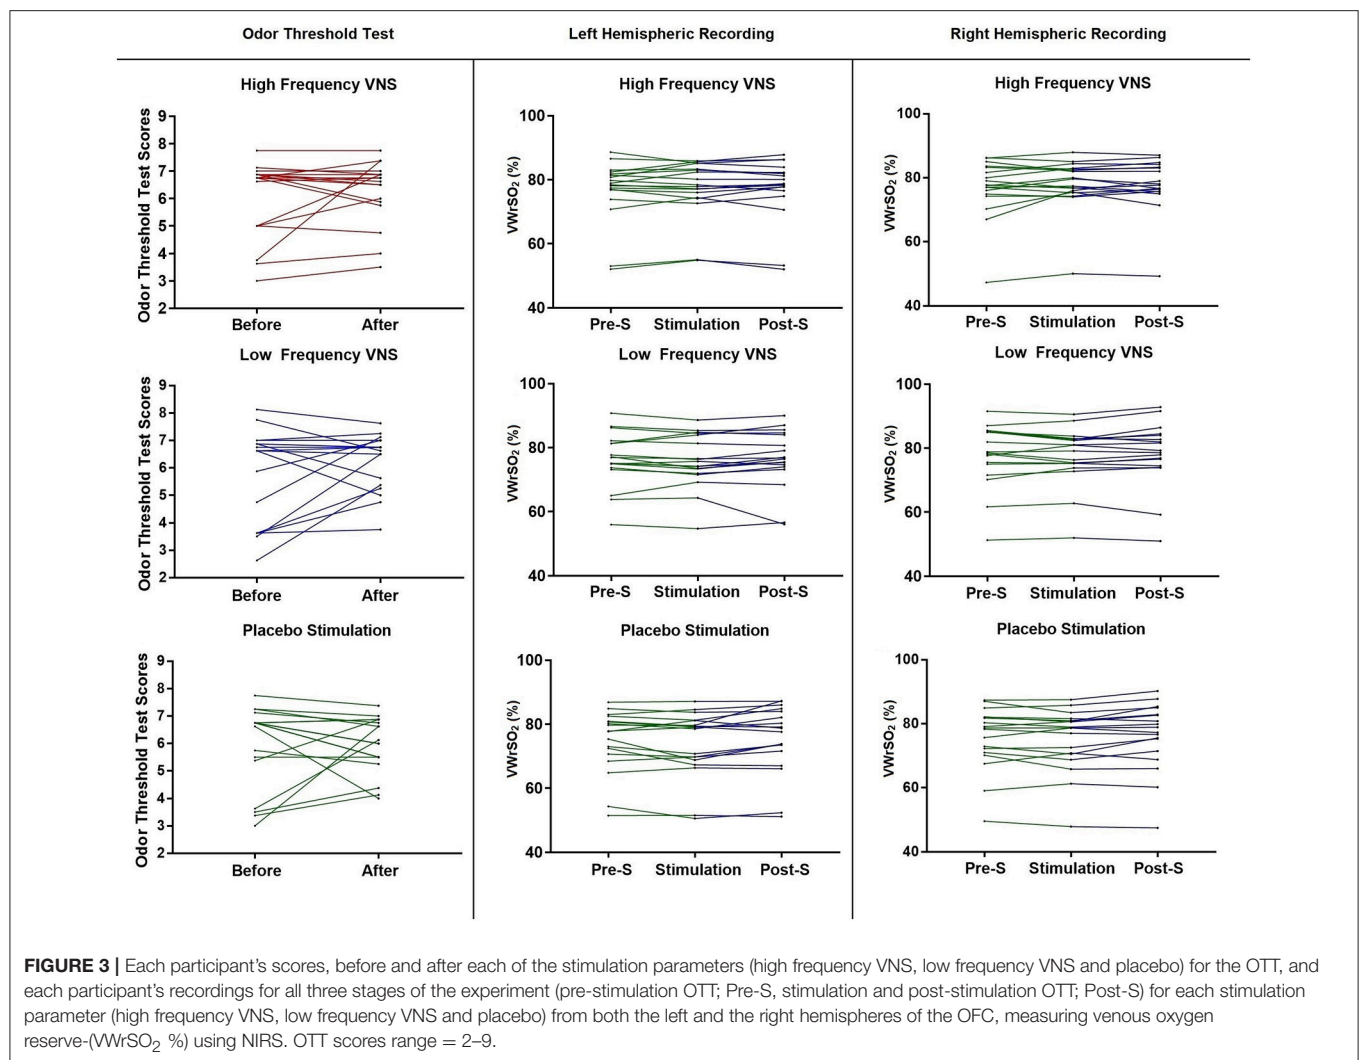 Odor Threshold Test
Left Hemispheric Recording
Right Hemispheric Recording
High Frequency VNS
Odor Threshold Test Scores
9
8
7
6
5
4
3
2
Before
After
High Frequency VNS
VWrSO₂ (%)
100
80
60
40
Pre-S
Stimulation
Post-S
High Frequency VNS
VWrSO₂ (%)
100
80
60
40
Pre-S
Stimulation
Post-S
Low  Frequency VNS
Odor Threshold Test Scores
9
8
7
6
5
4
3
2
Before
After
Low  Frequency VNS
VWrSO₂ (%)
100
80
60
40
Pre-S
Stimulation
Post-S
Low  Frequency VNS
VWrSO₂ (%)
100
80
60
40
Pre-S
Stimulation
Post-S
Placebo Stimulation
Odor Threshold Test Scores
9
8
7
6
5
4
3
2
Before
After
Placebo Stimulation
VWrSO₂ (%)
100
80
60
40
Pre-S
Stimulation
Post-S
Placebo Stimulation
VWrSO₂ (%)
100
80
60
40
Pre-S
Stimulation
Post-S
FIGURE 3 | Each participant's scores, before and after each of the stimulation parameters (high frequency VNS, low frequency VNS and placebo) for the OTT, and
each participant's recordings for all three stages of the experiment (pre-stimulation OTT; Pre-S, stimulation and post-stimulation OTT; Post-S) for each stimulation
parameter (high frequency VNS, low frequency VNS and placebo) from both the left and the right hemispheres of the OFC, measuring venous oxygen
reserve-(VWrSO₂ %) using NIRS. OTT scores range = 2–9.